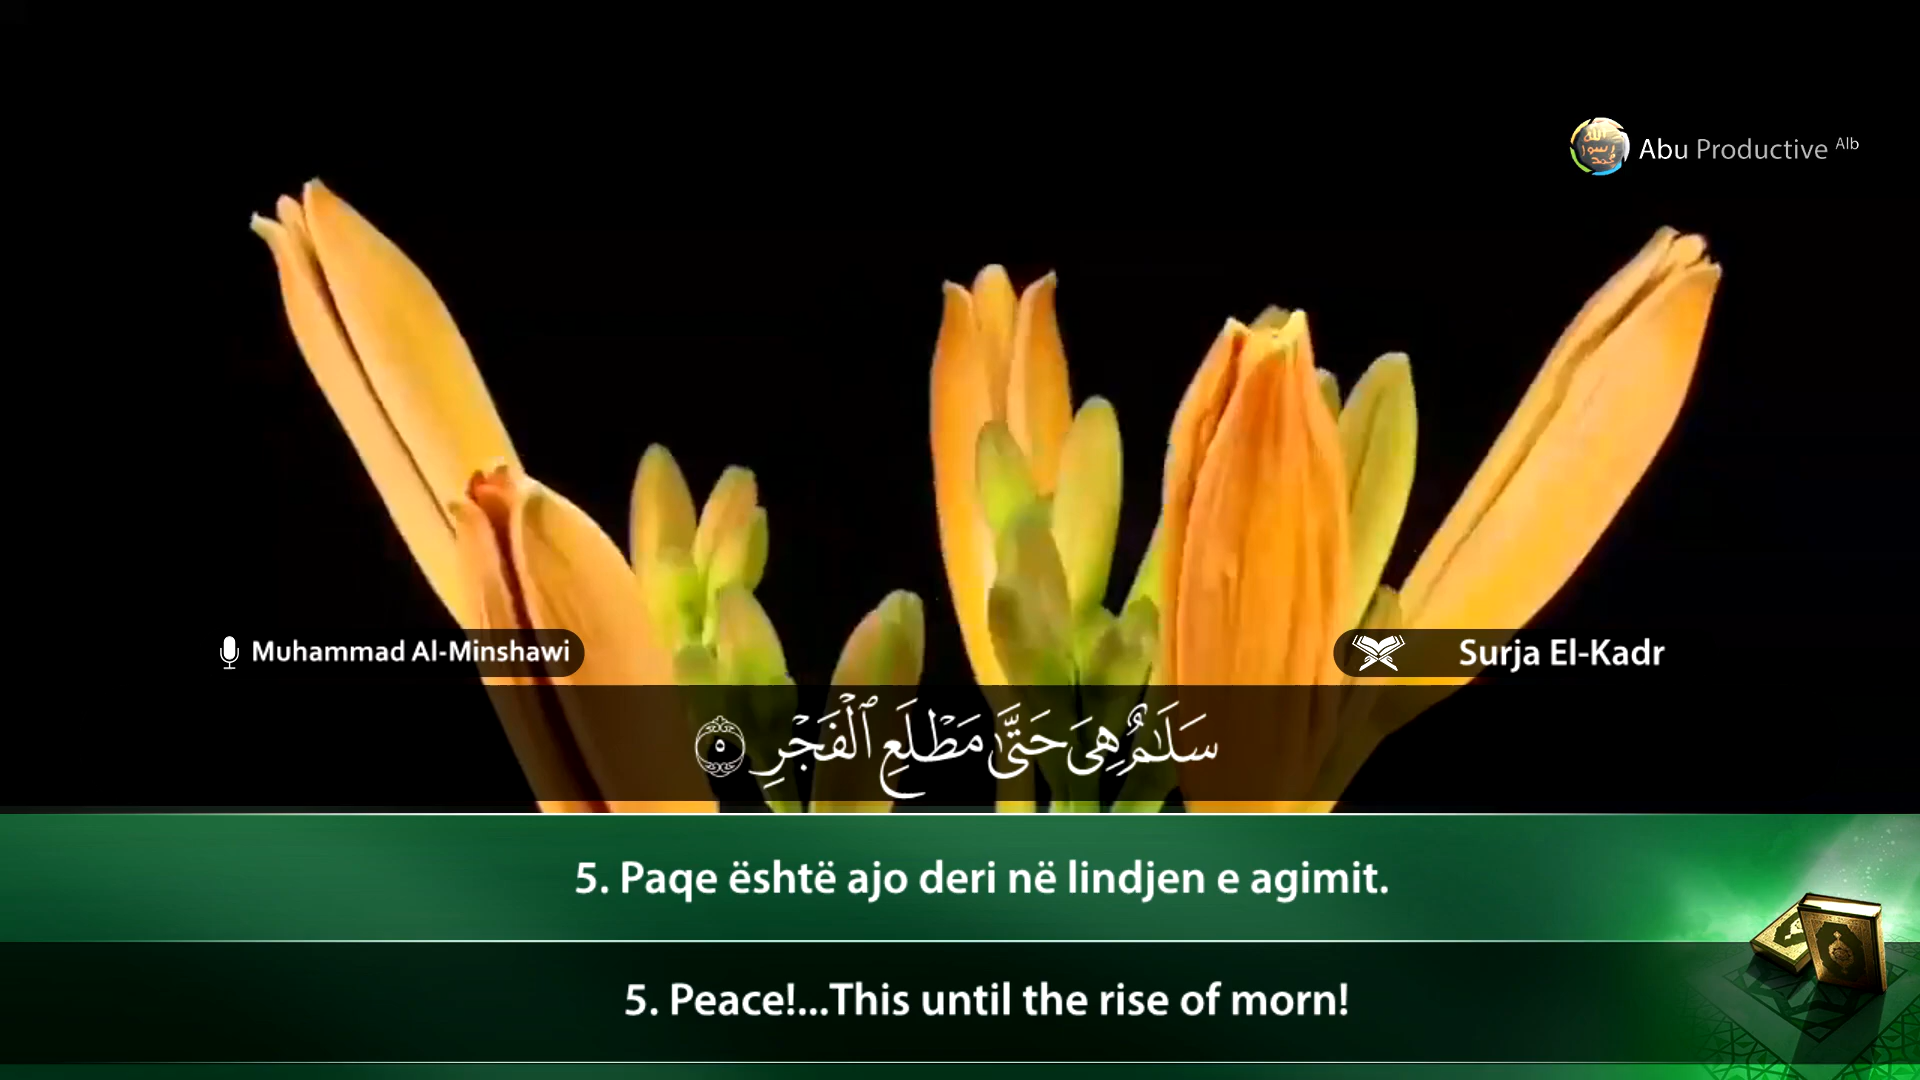 Abu Productive Alb
Muhammad Al-Minshawi
Surja El-Kadr
سَلَٰمٌ هِيَ حَتَّىٰ مَطْلَعِ ٱلْفَجْرِ ٥
5. Paqe është ajo deri në lindjen e agimit.
5. Peace!...This until the rise of morn!